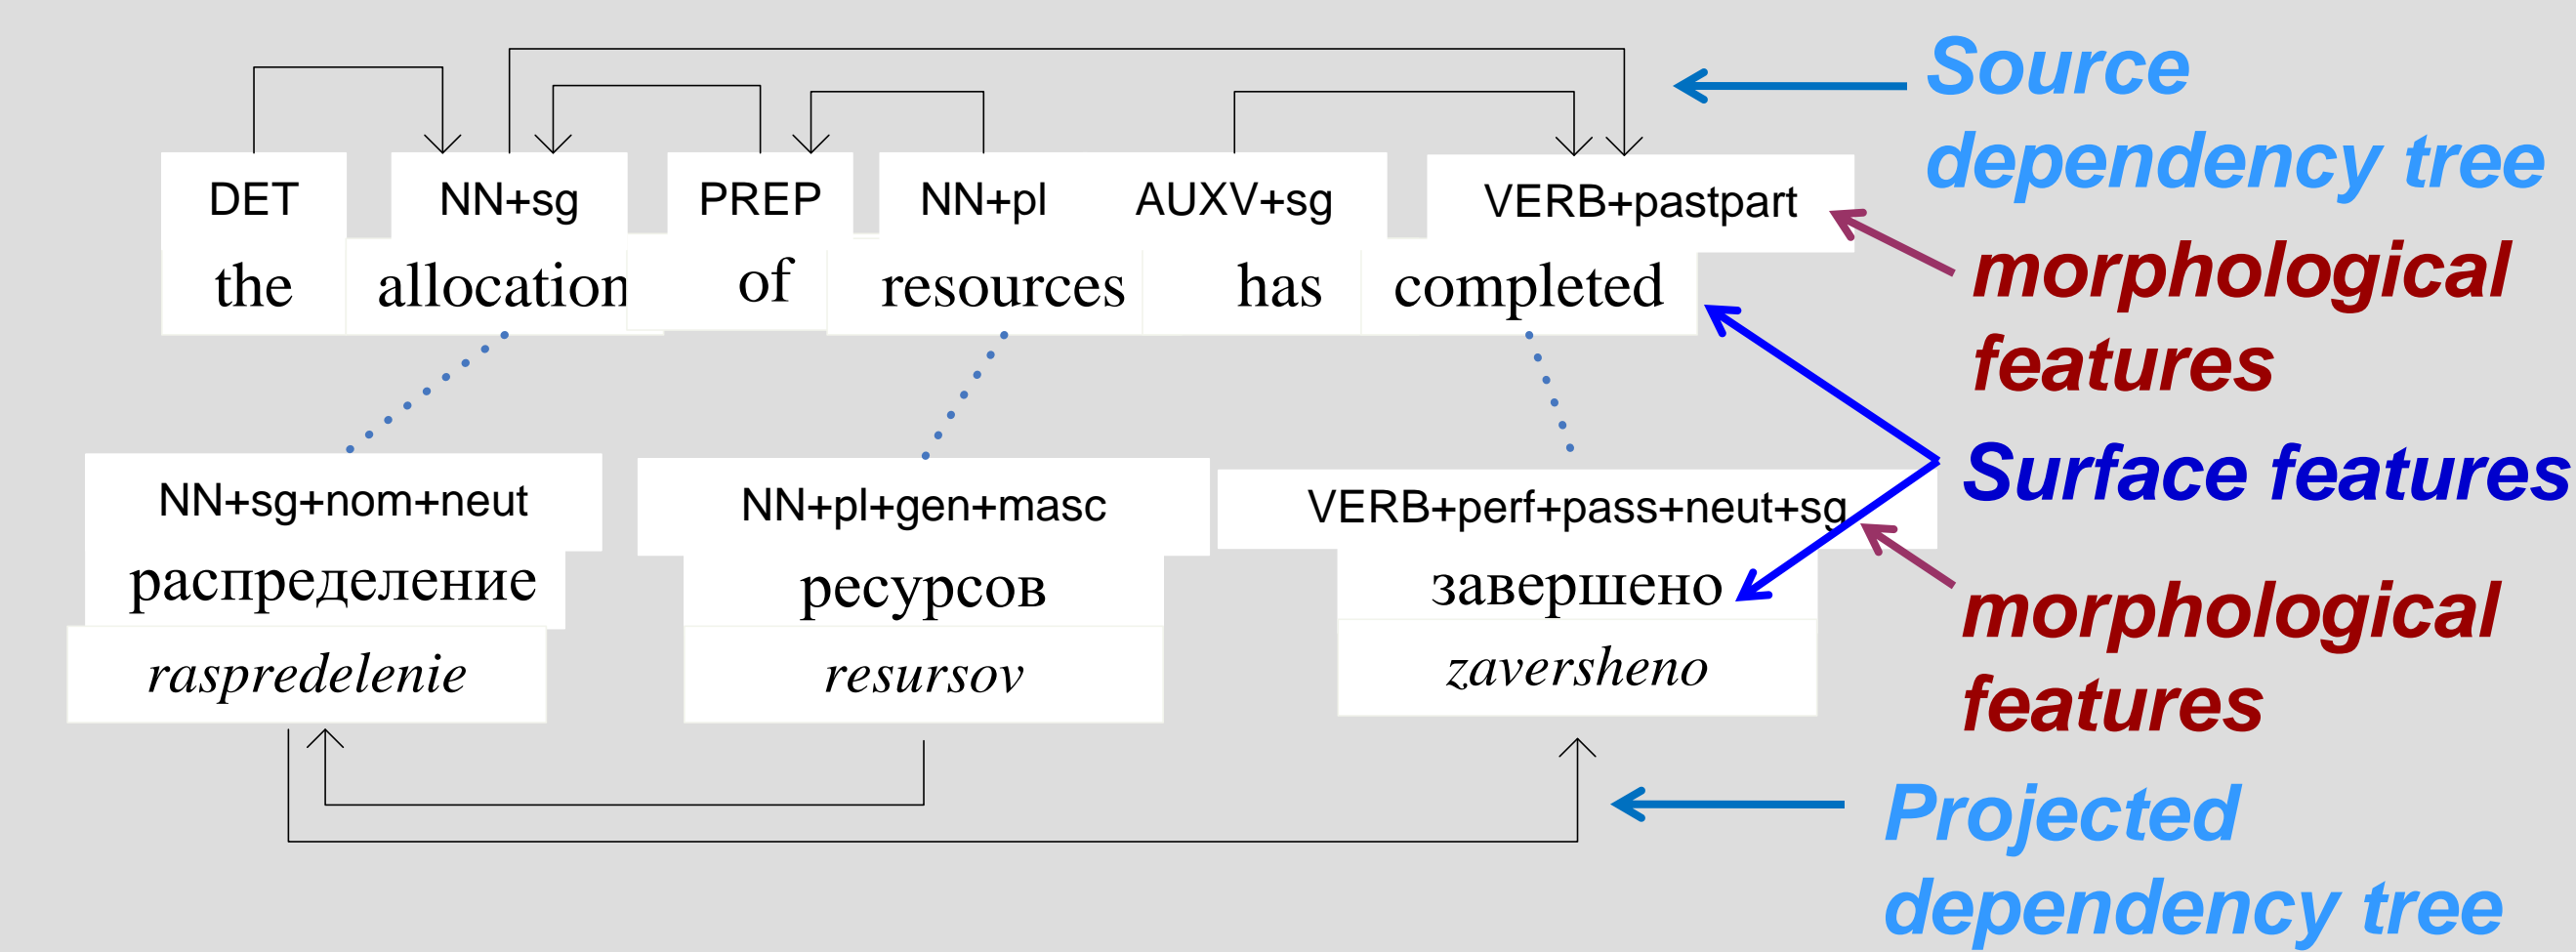 DET NN+sg PREP NN+pl AUXV+sg VERB+pastpart
the allocation of resources has completed
NN+sg+nom+neut NN+pl+gen+masc VERB+perf+pass+neut+sg
распределение ресурсов завершено
raspredelenie resursov zaversheno
Source
dependency tree
morphological
features
Surface features
morphological
features
Projected
dependency tree